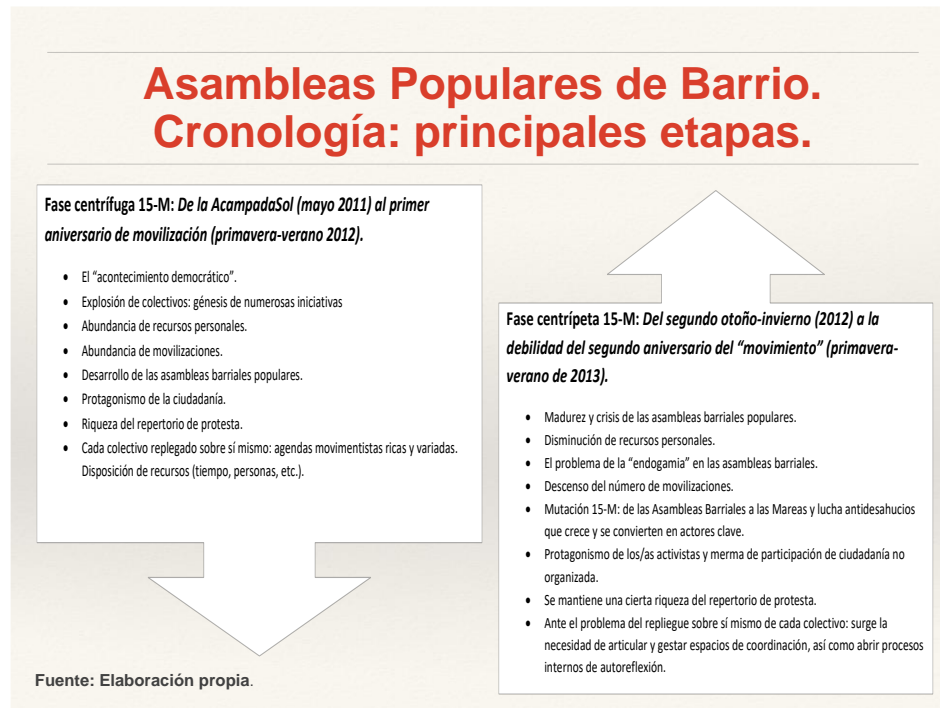 Asambleas Populares de Barrio.
Cronología: principales etapas.
Fase centrífuga 15-M: De la AcampadaSol (mayo 2011) al primer
aniversario de movilización (primavera-verano 2012).
• El “acontecimiento democrático”.
• Explosión de colectivos: génesis de numerosas iniciativas
• Abundancia de recursos personales.
• Abundancia de movilizaciones.
• Desarrollo de las asambleas barriales populares.
• Protagonismo de la ciudadanía.
• Riqueza del repertorio de protesta.
• Cada colectivo replegado sobre sí mismo: agendas movimentistas ricas y variadas.
Disposición de recursos (tiempo, personas, etc.).
Fase centrípeta 15-M: Del segundo otoño-invierno (2012) a la
debilidad del segundo aniversario del “movimiento” (primavera-
verano de 2013).
• Madurez y crisis de las asambleas barriales populares.
• Disminución de recursos personales.
• El problema de la “endogamia” en las asambleas barriales.
• Descenso del número de movilizaciones.
• Mutación 15-M: de las Asambleas Barriales a las Mareas y lucha antidesahucios
que crece y se convierten en actores clave.
• Protagonismo de los/as activistas y merma de participación de ciudadanía no
organizada.
• Se mantiene una cierta riqueza del repertorio de protesta.
• Ante el problema del repliegue sobre sí mismo de cada colectivo: surge la
necesidad de articular y gestar espacios de coordinación, así como abrir procesos
internos de autoreflexión.
Fuente: Elaboración propia.